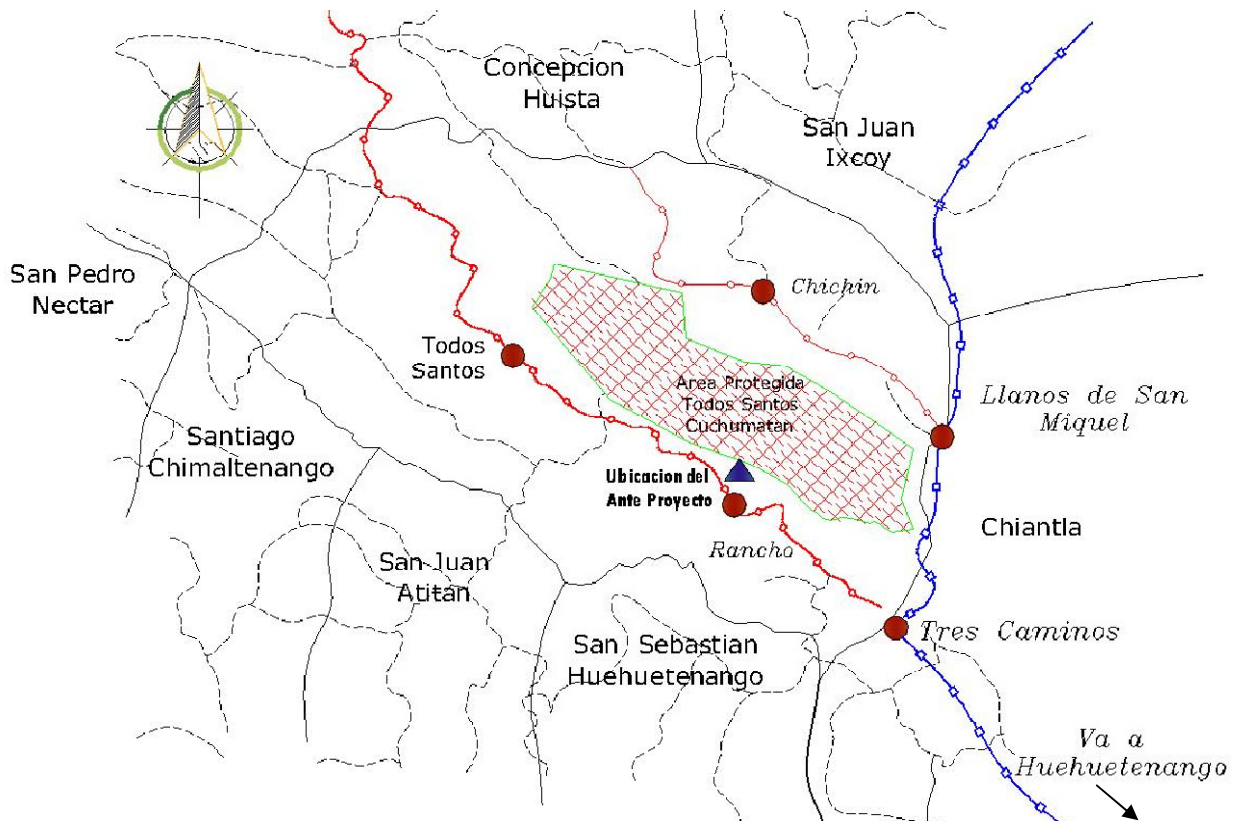 Concepcion
Huista
San Juan
Ixcoy
San Pedro
Nectar
Chichin
Todos
Santos
Area Protegida
Todos Santos
Cuchumatan
Llanos de San
Miquel
Santiago
Chimaltenango
Ubicacion del
Ante Proyecto
Chiantla
Rancho
San Juan
Atitan
Tres Caminos
San Sebastian
Huehuetenango
Va a
Huehuetenango